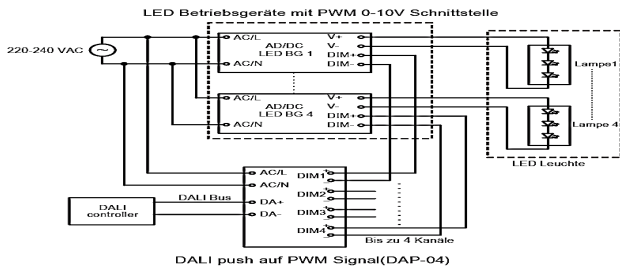 LED Betriebsgeräte mit PWM 0-10V Schnittstelle
220-240 VAC
AC/L
AC/N
AD/DC
LED BG 1
V+
V-
DIM+
DIM-
AC/L
AC/N
AD/DC
LED BG 4
V+
V-
DIM+
DIM-
Lampe1
Lampe 4
LED Leuchte
DALI controller
DALI Bus
AC/L
AC/N
DA+
DA-
DIM1
DIM2
DIM3
DIM4
Bis zu 4 Kanäle
DALI push auf PWM Signal(DAP-04)